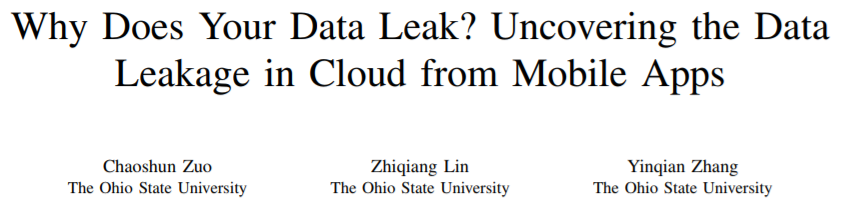 Why Does Your Data Leak? Uncovering the Data
Leakage in Cloud from Mobile Apps
Chaoshun Zuo
The Ohio State University
Zhiqiang Lin
The Ohio State University
Yinqian Zhang
The Ohio State University